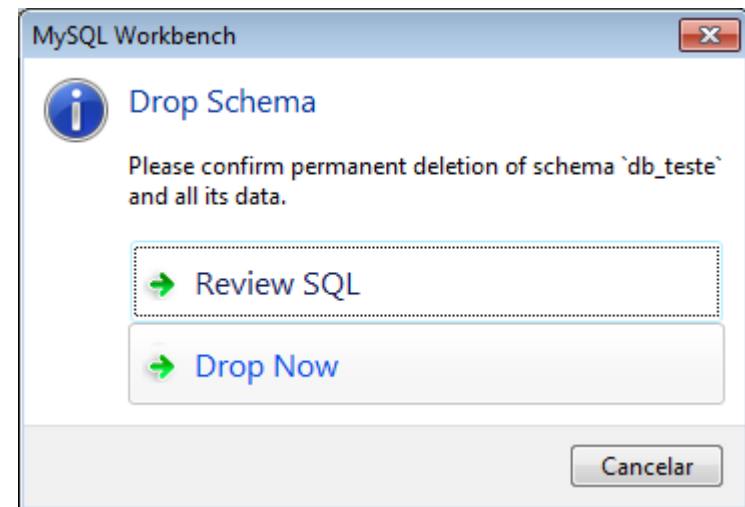 MySQL Workbench
Drop Schema
Please confirm permanent deletion of schema `db_teste`
and all its data.
Review SQL
Drop Now
Cancelar